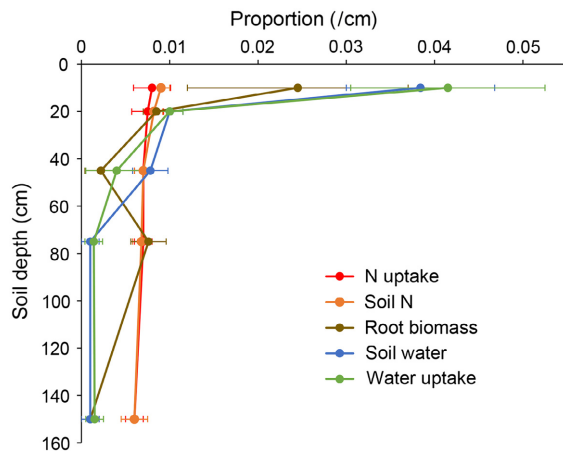 Proportion (/cm)
0 0.01 0.02 0.03 0.04 0.05
0
20
40
60
80
100
120
140
160
Soil depth (cm)
N uptake
Soil N
Root biomass
Soil water
Water uptake